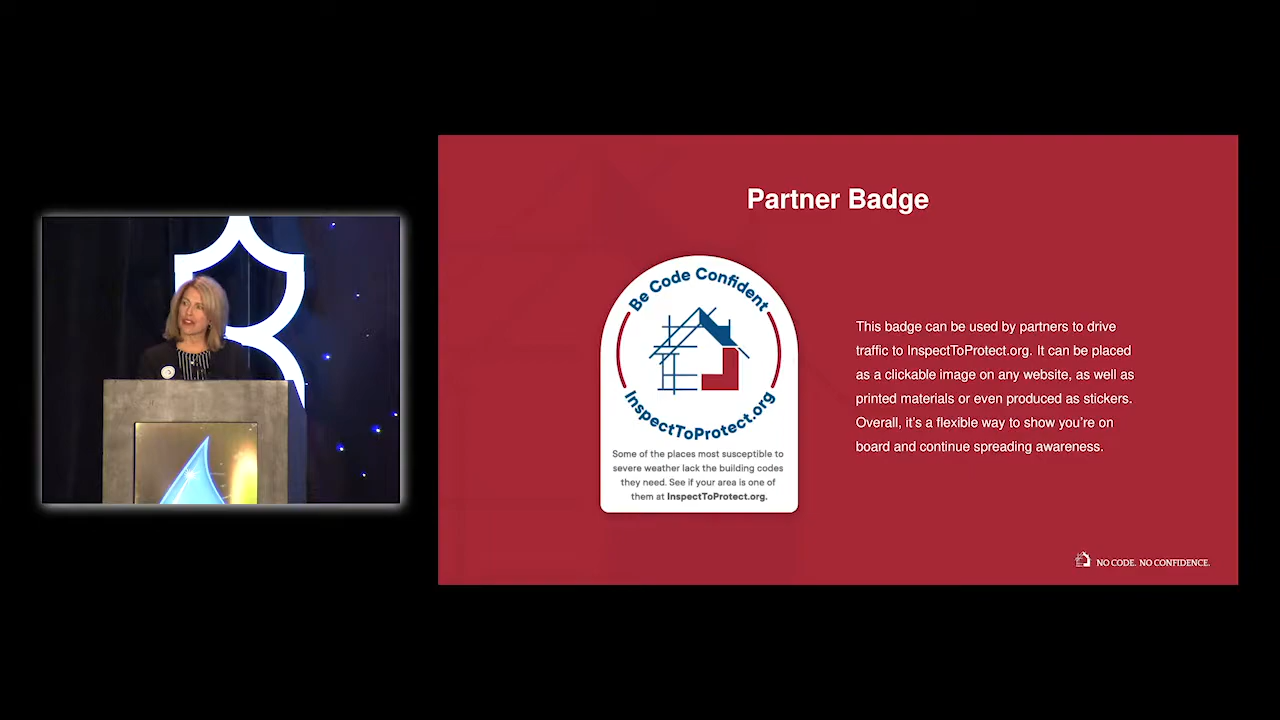 Partner Badge
Be Code Confident
InspectToProtect.org
Some of the places most susceptible to
severe weather lack the building codes
they need. See if your area is one of
them at InspectToProtect.org.
This badge can be used by partners to drive
traffic to InspectToProtect.org. It can be placed
as a clickable image on any website, as well as
printed materials or even produced as stickers.
Overall, it's a flexible way to show you're on
board and continue spreading awareness.
NO CODE. NO CONFIDENCE.